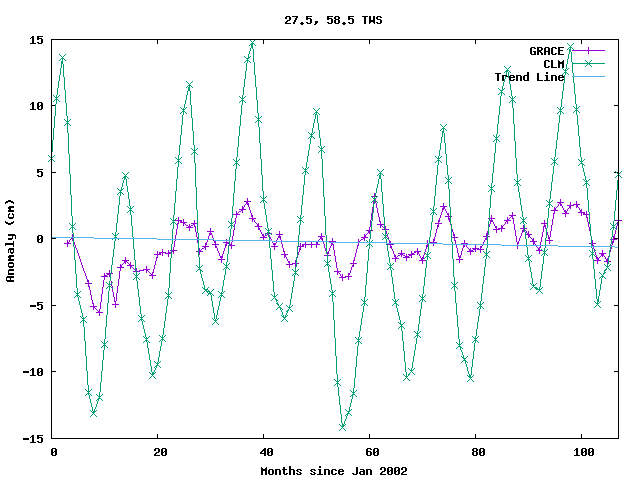 27.5, 58.5 TWS
GRACE
CLM
Trend Line
15
10
5
0
-5
-10
-15
Anomaly (cm)
0 20 40 60 80 100
Months since Jan 2002